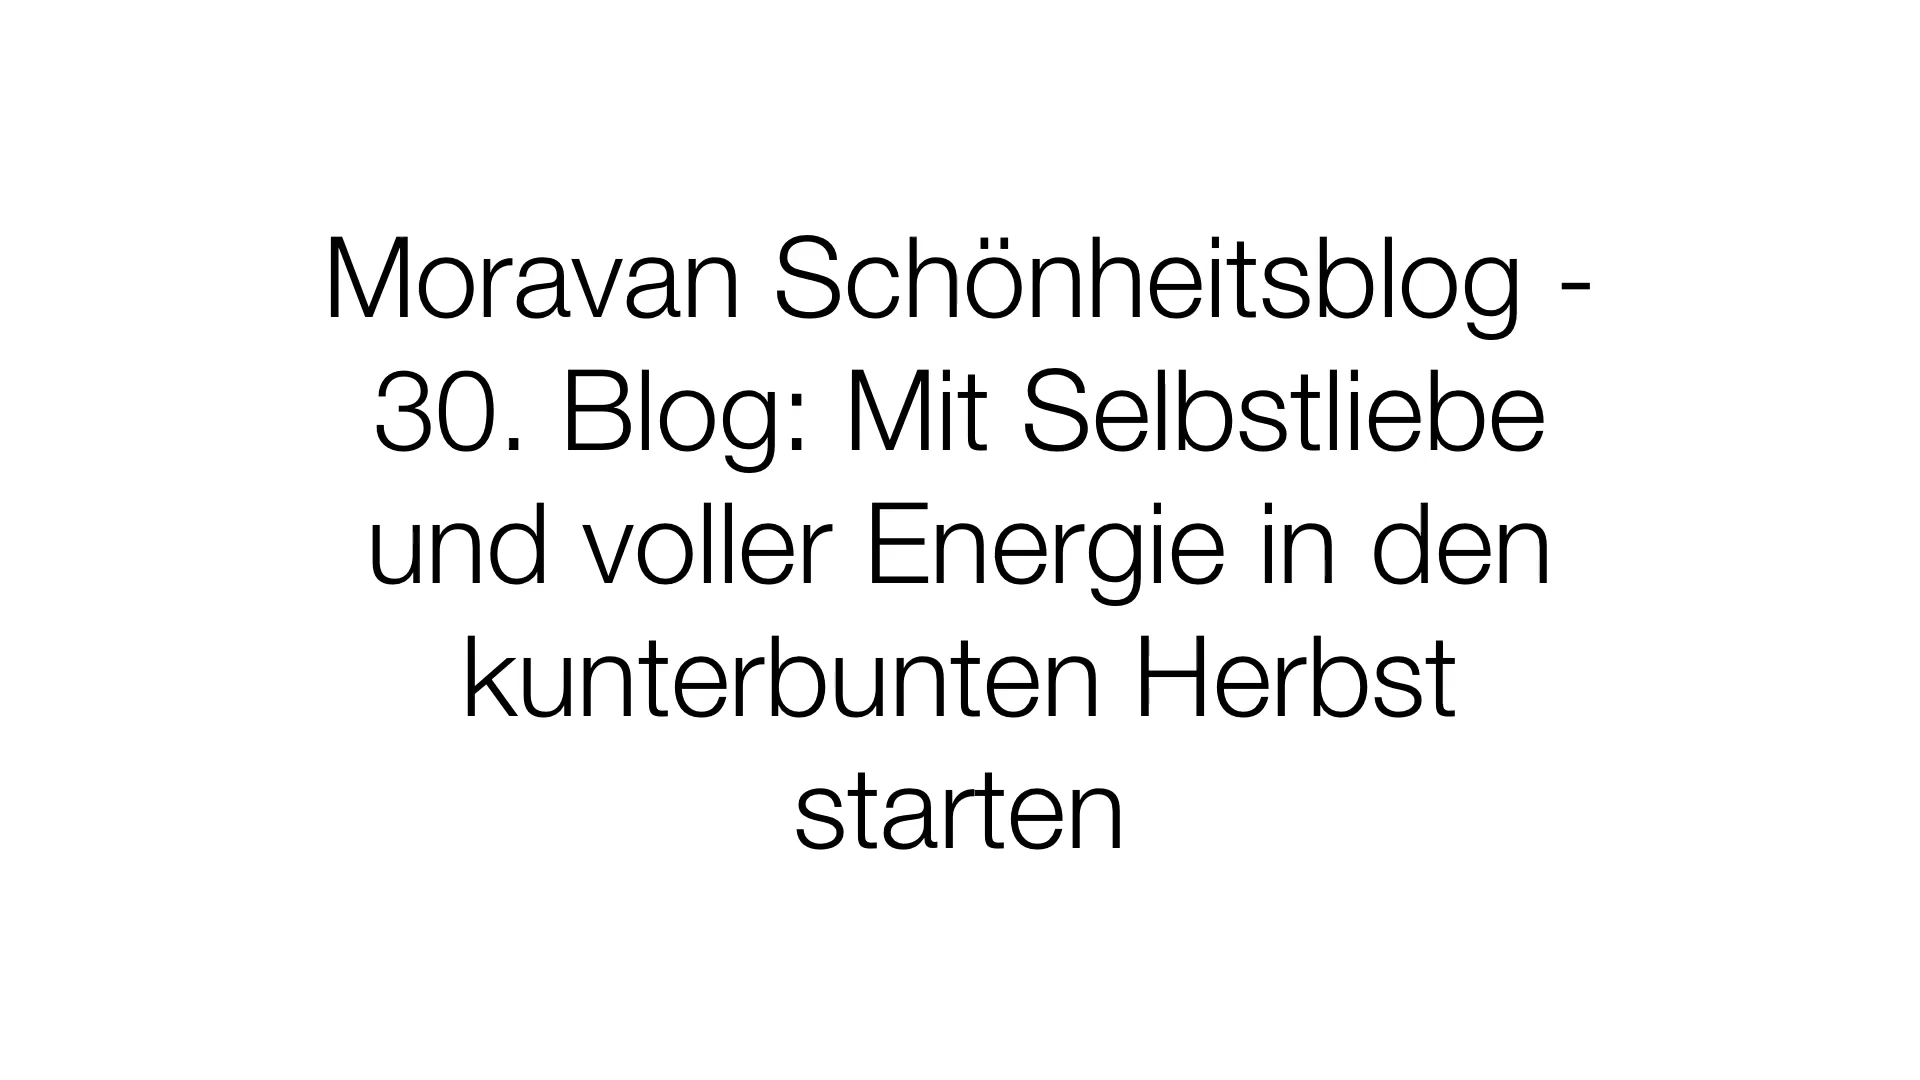 Moravan Schönheitsblog -
30. Blog: Mit Selbstliebe
und voller Energie in den
kunterbunten Herbst
starten